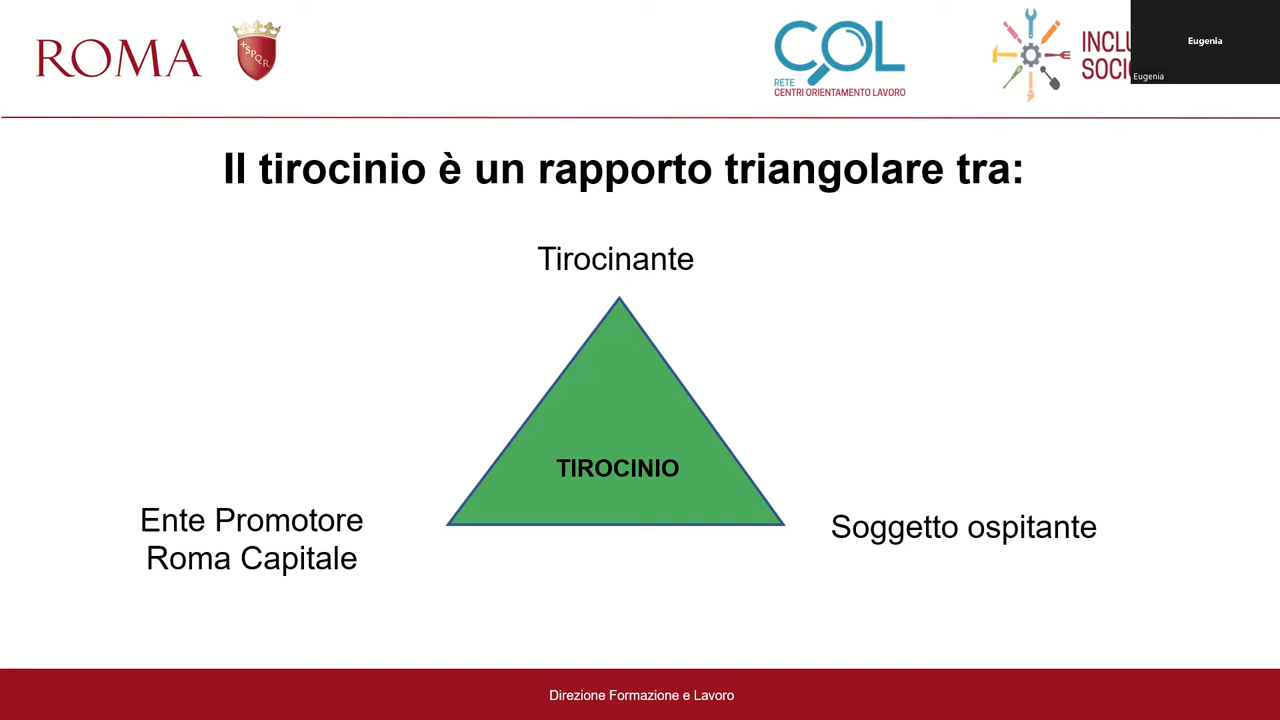 ROMA
SPQR
COL
RETE
CENTRI ORIENTAMENTO LAVORO
Eugenia
Eugenia
Il tirocinio è un rapporto triangolare tra:
Tirocinante
TIROCINIO
Ente Promotore
Roma Capitale
Soggetto ospitante
Direzione Formazione e Lavoro